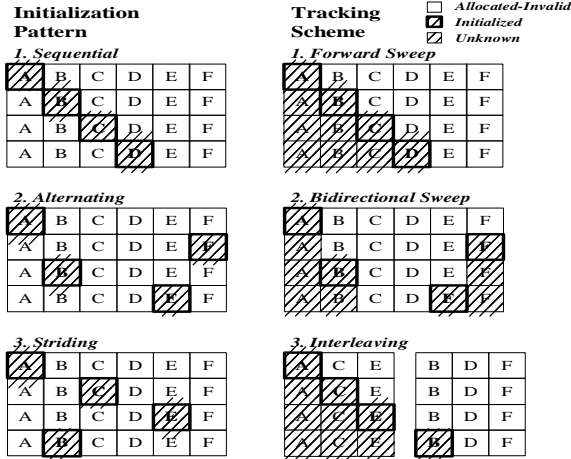 Initialization
Pattern
Tracking
Scheme
Allocated-Invalid
Initialized
Unknown
1. Sequential
A B C D E F
A B C D E F
A B C D E F
A B C D E F
1. Forward Sweep
A B C D E F
A B C D E F
A B C D E F
A B C D E F
2. Alternating
A B C D E F
A B C D E F
A B C D E F
A B C D E F
2. Bidirectional Sweep
A B C D E F
A B C D E F
A B C D E F
A B C D E F
3. Striding
A B C D E F
A B C D E F
A B C D E F
A B C D E F
3. Interleaving
A C E B D F
A C E B D F
A C E B D F
A C E B D F